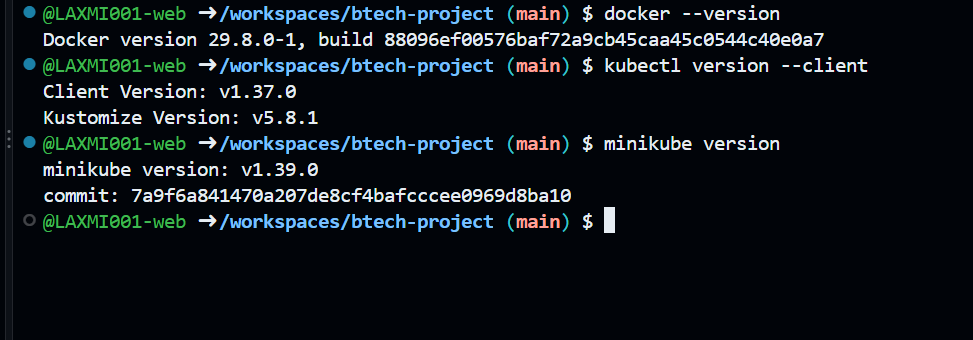 @LAXMI001-web ➜/workspaces/btech-project (main) $ docker --version
Docker version 29.8.0-1, build 88096ef00576baf72a9cb45caa45c0544c40e0a7
@LAXMI001-web ➜/workspaces/btech-project (main) $ kubectl version --client
Client Version: v1.37.0
Kustomize Version: v5.8.1
@LAXMI001-web ➜/workspaces/btech-project (main) $ minikube version
minikube version: v1.39.0
commit: 7a9f6a841470a207de8cf4bafcccee0969d8ba10
@LAXMI001-web ➜/workspaces/btech-project (main) $